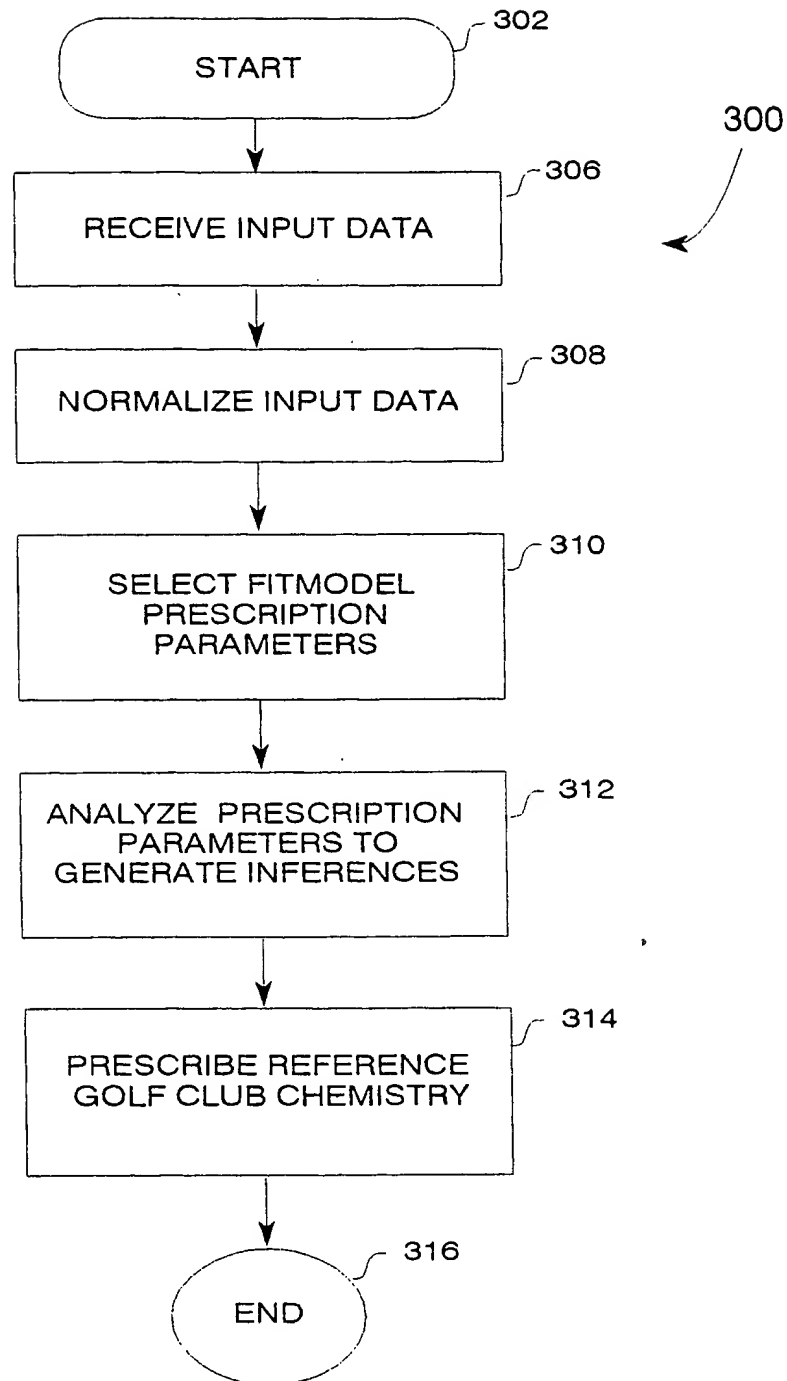 START
302
300
RECEIVE INPUT DATA
306
NORMALIZE INPUT DATA
308
SELECT FITMODEL
PRESCRIPTION
PARAMETERS
310
ANALYZE PRESCRIPTION
PARAMETERS TO
GENERATE INFERENCES
312
PRESCRIBE REFERENCE
GOLF CLUB CHEMISTRY
314
END
316